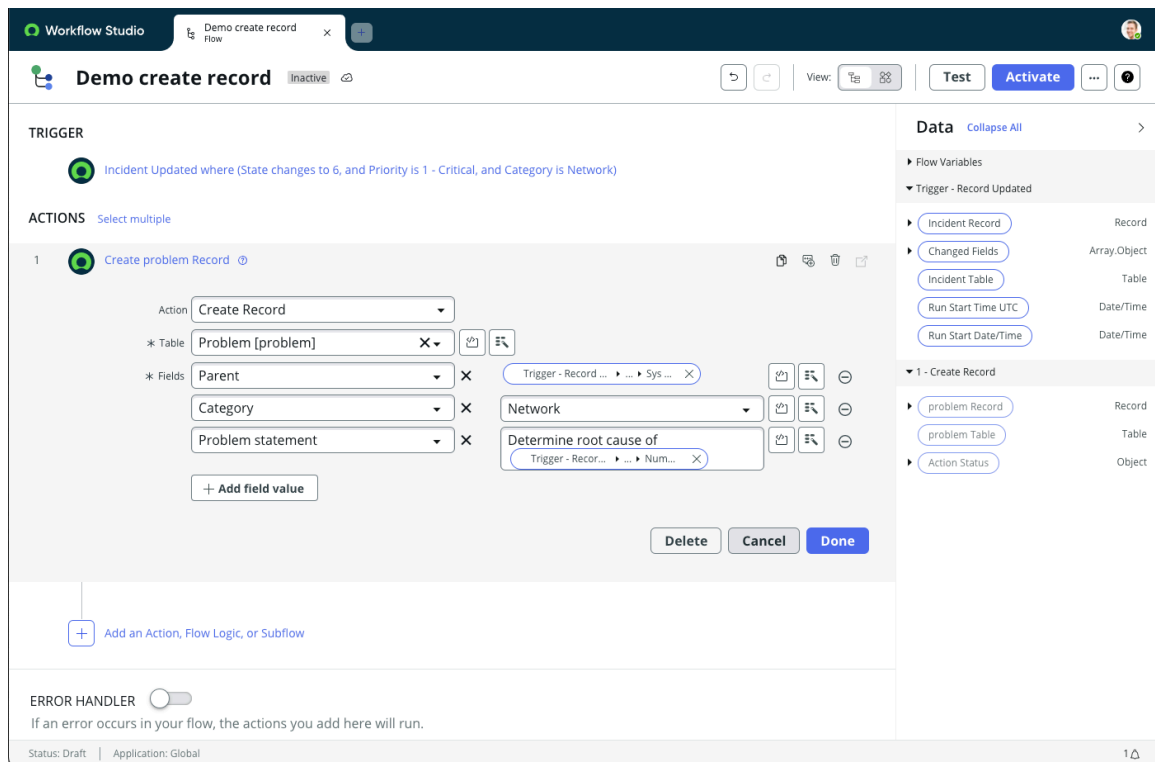 Workflow Studio
Demo create record
Flow
Demo create record
Inactive
View:
Test
Activate
TRIGGER
Incident Updated where (State changes to 6, and Priority is 1 - Critical, and Category is Network)
ACTIONS Select multiple
1 Create problem Record
Action Create Record
* Table Problem [problem]
* Fields Parent Trigger - Record ... ▸ ... ▸ Sys ...
Category Network
Problem statement Determine root cause of
Trigger - Recor... ▸ ... ▸ Num...
+ Add field value
Delete Cancel Done
Add an Action, Flow Logic, or Subflow
ERROR HANDLER
If an error occurs in your flow, the actions you add here will run.
Status: Draft | Application: Global
Data Collapse All
Flow Variables
Trigger - Record Updated
Incident Record Record
Changed Fields Array.Object
Incident Table Table
Run Start Time UTC Date/Time
Run Start Date/Time Date/Time
1 - Create Record
problem Record Record
problem Table Table
Action Status Object
1